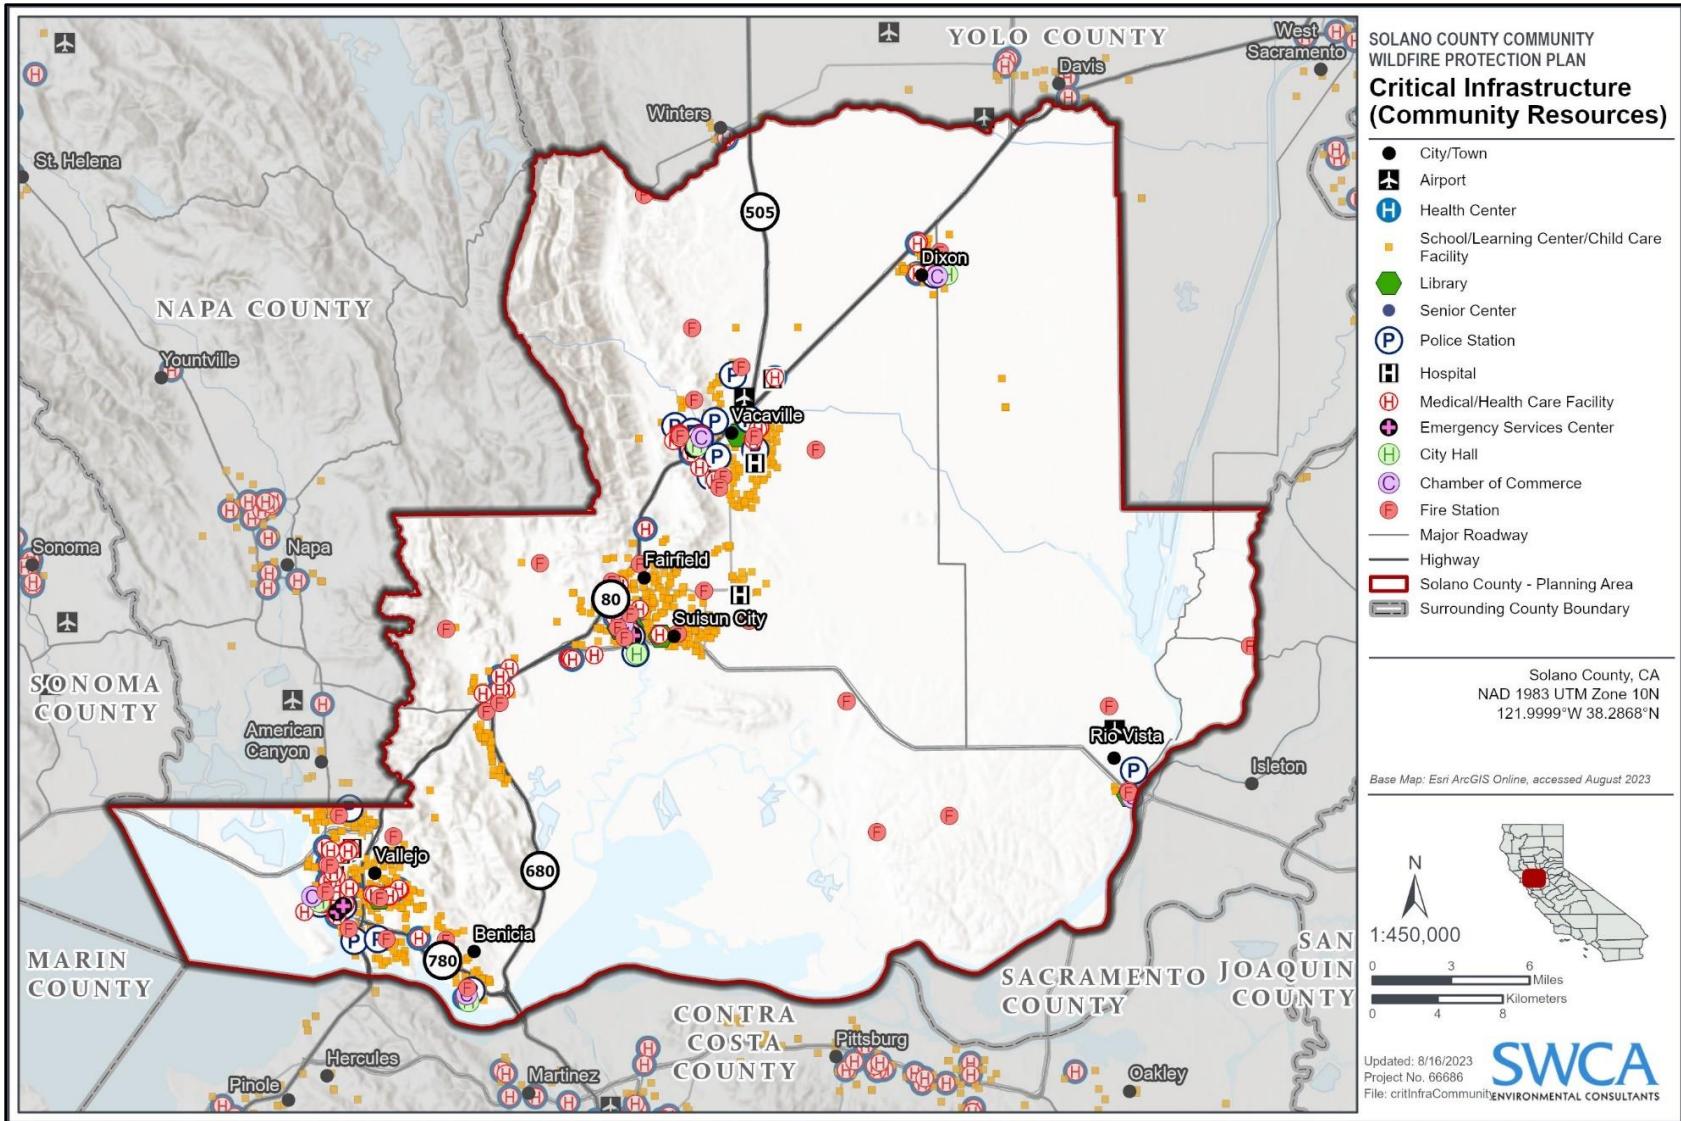 YOLO COUNTY
West
Sacramento
Davis
Winters
St. Helena
505
Dixon
NAPA COUNTY
Yountville
Vacaville
Sonoma
Napa
Fairfield
80
Suisun City
SONOMA
COUNTY
American
Canyon
Rio Vista
Isleton
Vallejo
680
Benicia
780
MARIN
COUNTY
SACRAMENTO
COUNTY
SAN
JOAQUIN
COUNTY
CONTRA
COSTA
COUNTY
Pittsburg
Hercules
Pinole
Martinez
Oakley
SOLANO COUNTY COMMUNITY
WILDFIRE PROTECTION PLAN
Critical Infrastructure
(Community Resources)
City/Town
Airport
H Health Center
School/Learning Center/Child Care
Facility
Library
Senior Center
P Police Station
H Hospital
H Medical/Health Care Facility
Emergency Services Center
H City Hall
C Chamber of Commerce
F Fire Station
Major Roadway
Highway
Solano County - Planning Area
Surrounding County Boundary
Solano County, CA
NAD 1983 UTM Zone 10N
121.9999°W 38.2868°N
Base Map: Esri ArcGIS Online, accessed August 2023
N
1:450,000
0 3 6
Miles
Kilometers
0 4 8
Updated: 8/16/2023
Project No. 66686
File: critInfraCommunity
SWCA
ENVIRONMENTAL CONSULTANTS